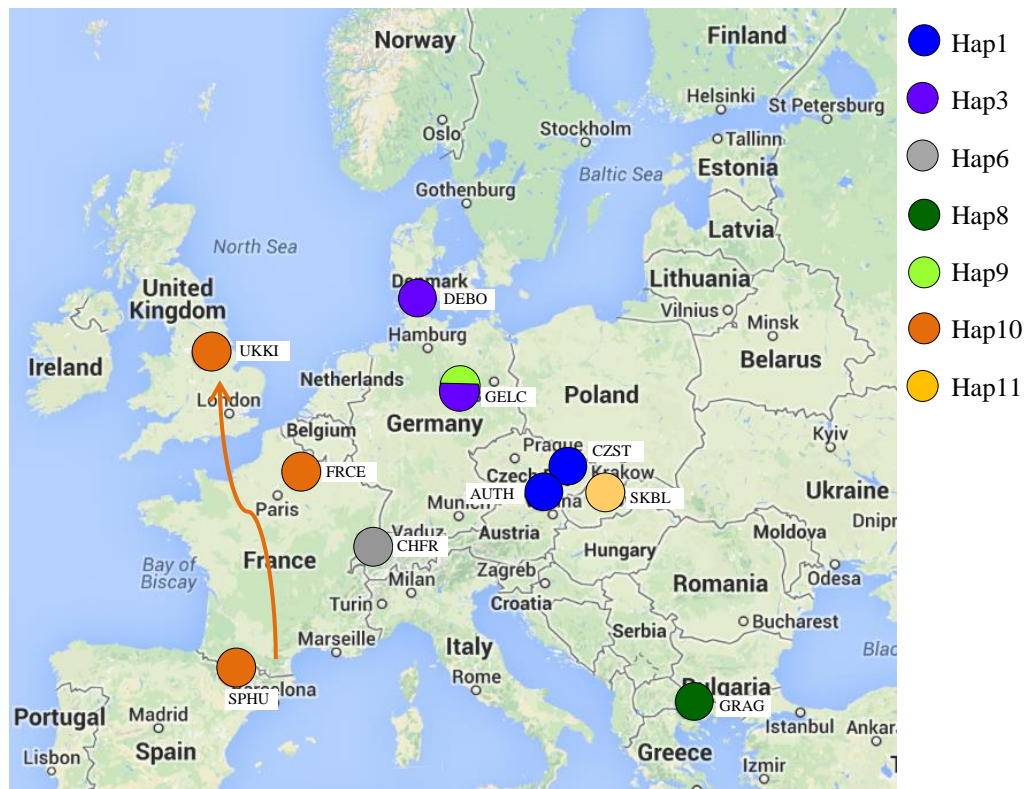 Norway
Finland
Hap1
Helsinki
St Petersburg
Hap3
Oslo
Stockholm
Tallinn
Estonia
Hap6
Baltic Sea
Gothenburg
Hap8
North Sea
Latvia
Hap9
United
Kingdom
Denmark
DEBO
Lithuania
Vilnius
Hap10
Hamburg
Minsk
Belarus
UKKI
Ireland
Netherlands
GELC
Poland
Hap11
London
Germany
Belgium
Prague
CZST
Kyiv
FRCE
Krakow
AUTH
SKBL
Ukraine
Paris
Munich
Austria
Dnipr
Vaduz
CHFR
Moldova
Bay of
Biscay
France
Hungary
Milan
Zagreb
Romania
Odesa
Turin
Croatia
Bucharest
Marseille
Serbia
Italy
Blac
Rome
SPHU
Bulgaria
GRAG
Portugal
Madrid
Istanbul
Ankar
Lisbon
Spain
Greece
Izmir